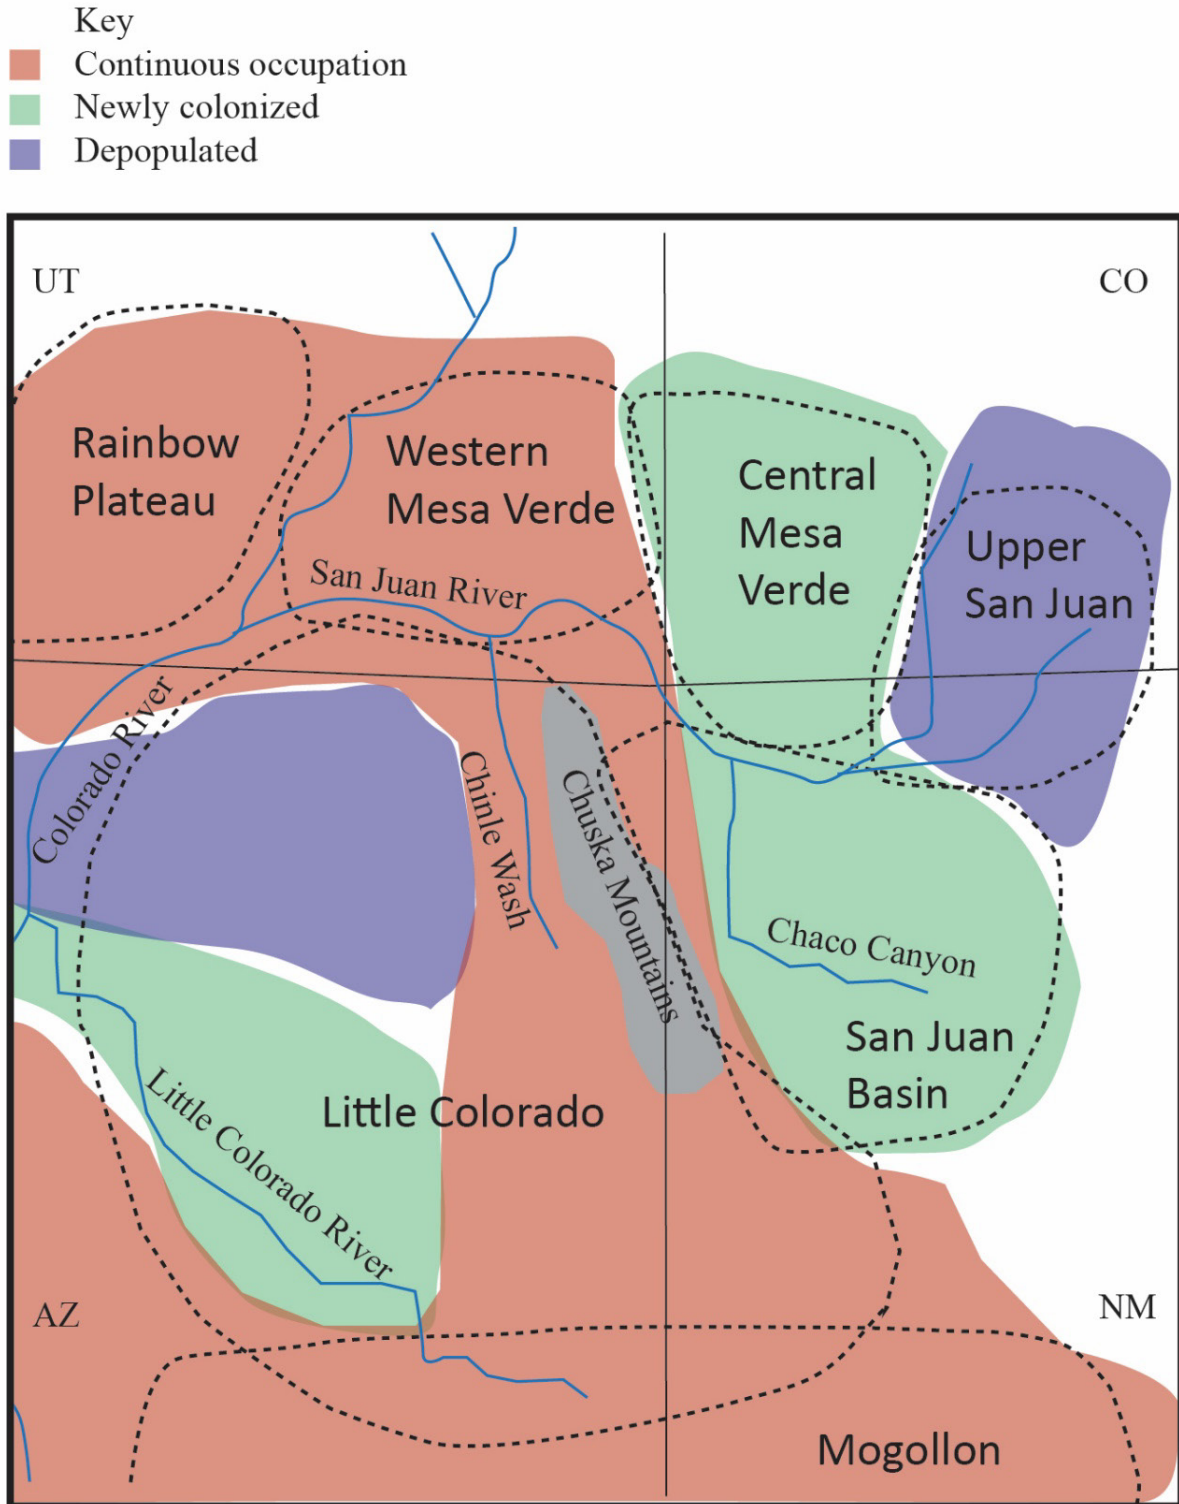 Key
Continuous occupation
Newly colonized
Depopulated
UT
CO
Rainbow
Plateau
Western
Mesa Verde
Central
Mesa
Verde
Upper
San Juan
San Juan River
Colorado River
Chinle Wash
Chuska Mountains
Chaco Canyon
San Juan
Basin
Little Colorado
Little Colorado River
AZ
NM
Mogollon